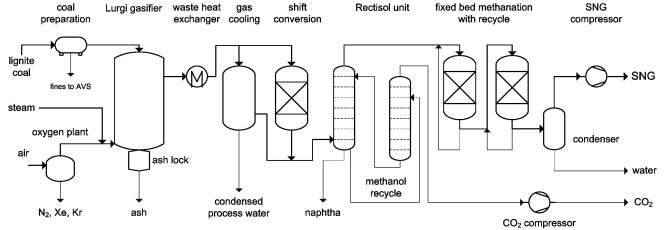 coal
preparation
Lurgi gasifier
waste heat
exchanger
gas
cooling
shift
conversion
Rectisol unit
fixed bed methanation
with recycle
SNG
compressor
lignite
coal
fines to AVS
SNG
steam
oxygen plant
air
ash lock
condenser
methanol
recycle
water
N₂, Xe, Kr
ash
condensed
process water
naphtha
CO₂ compressor
CO₂